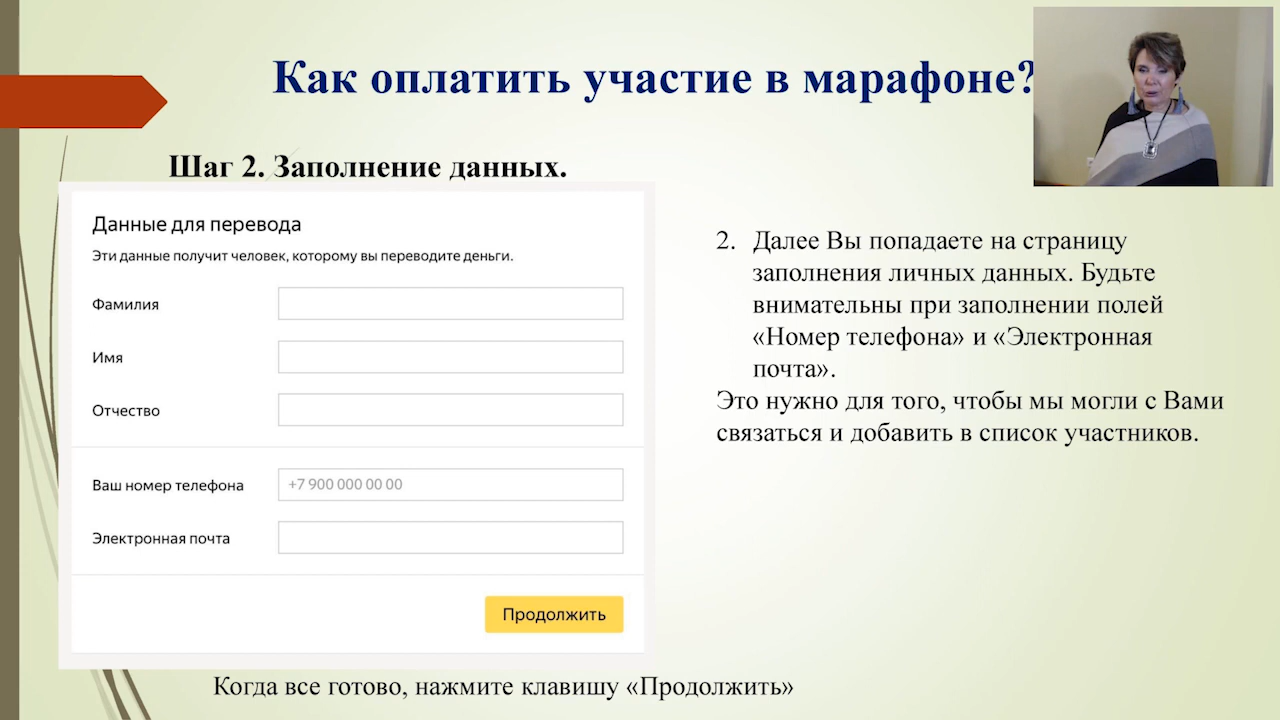 Как оплатить участие в марафоне?
Шаг 2. Заполнение данных.
Данные для перевода
Эти данные получит человек, которому вы переводите деньги.
Фамилия
Имя
Отчество
Ваш номер телефона
+7 900 000 00 00
Электронная почта
Продолжить
2. Далее Вы попадаете на страницу
заполнения личных данных. Будьте
внимательны при заполнении полей
«Номер телефона» и «Электронная
почта».
Это нужно для того, чтобы мы могли с Вами
связаться и добавить в список участников.
Когда все готово, нажмите клавишу «Продолжить»